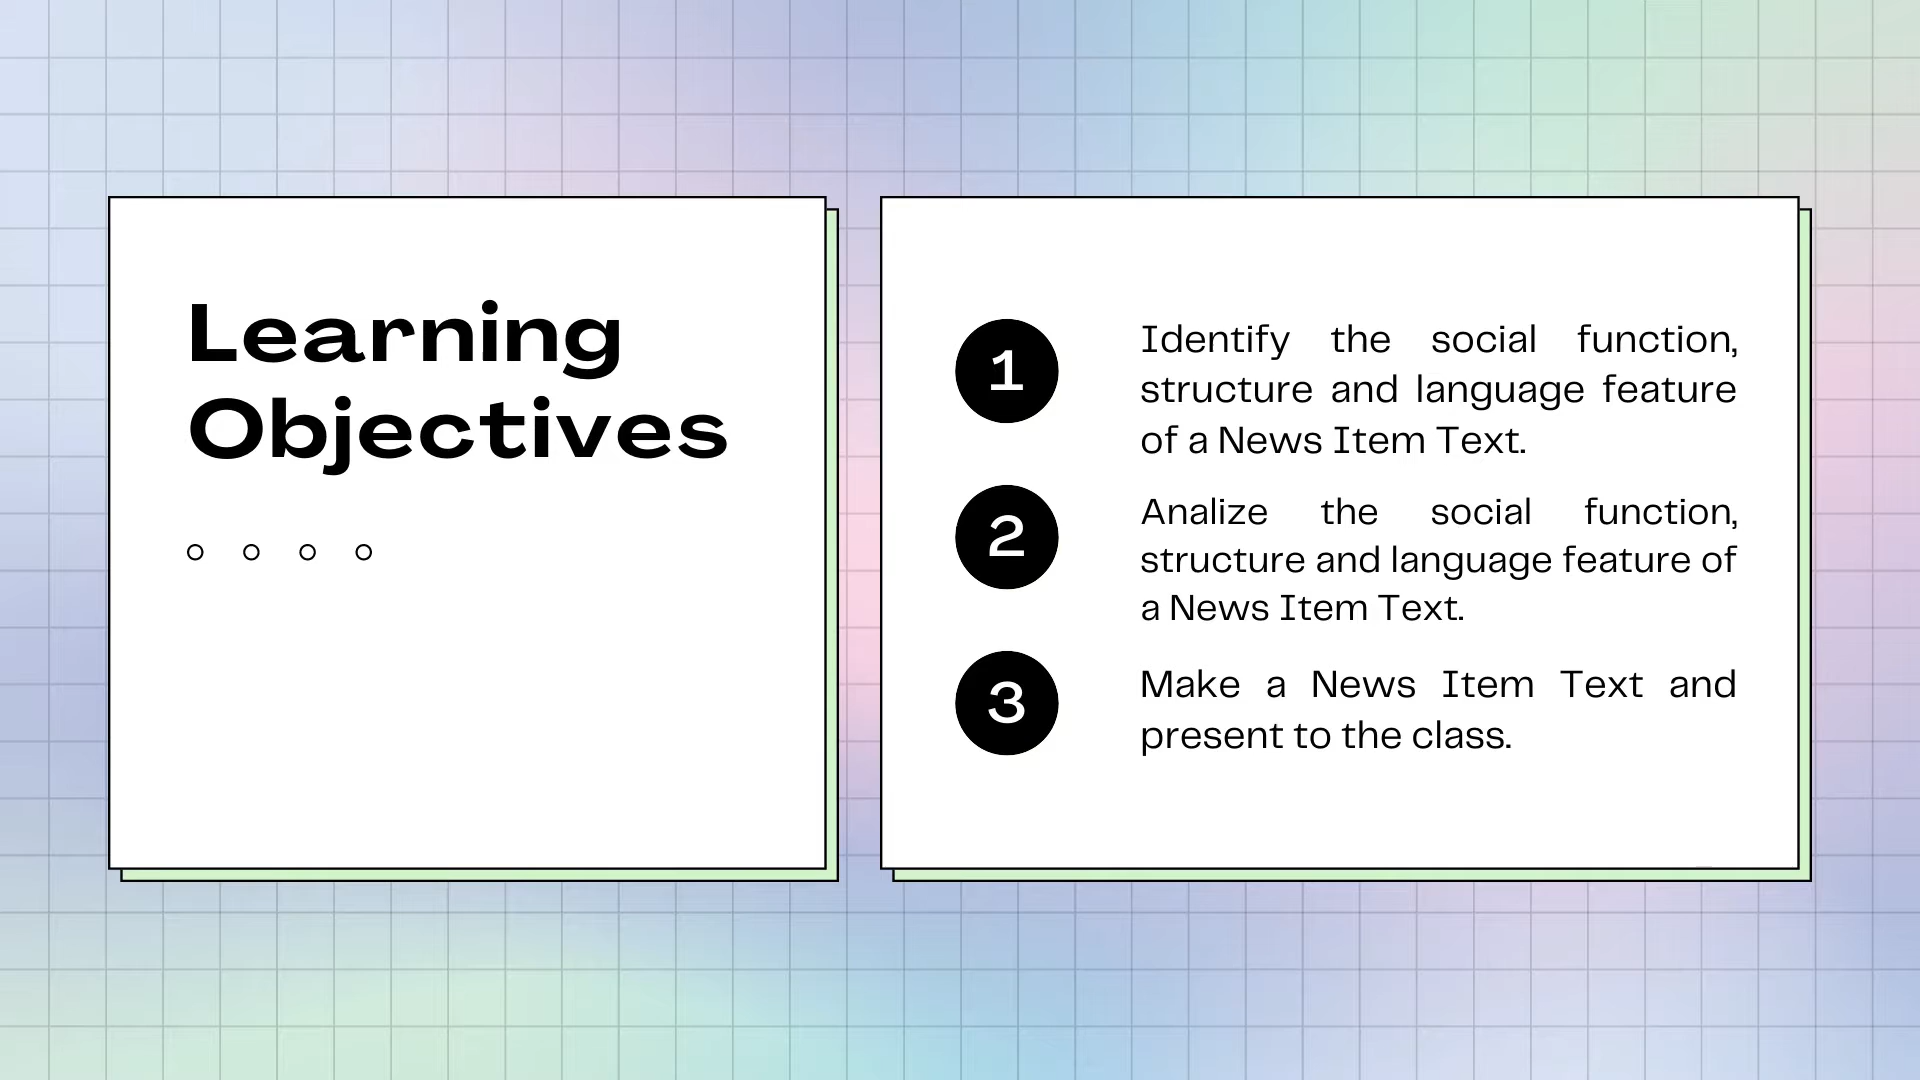 Learning
Objectives
1
Identify the social function,
structure and language feature
of a News Item Text.
2
Analize the social function,
structure and language feature of
a News Item Text.
3
Make a News Item Text and
present to the class.